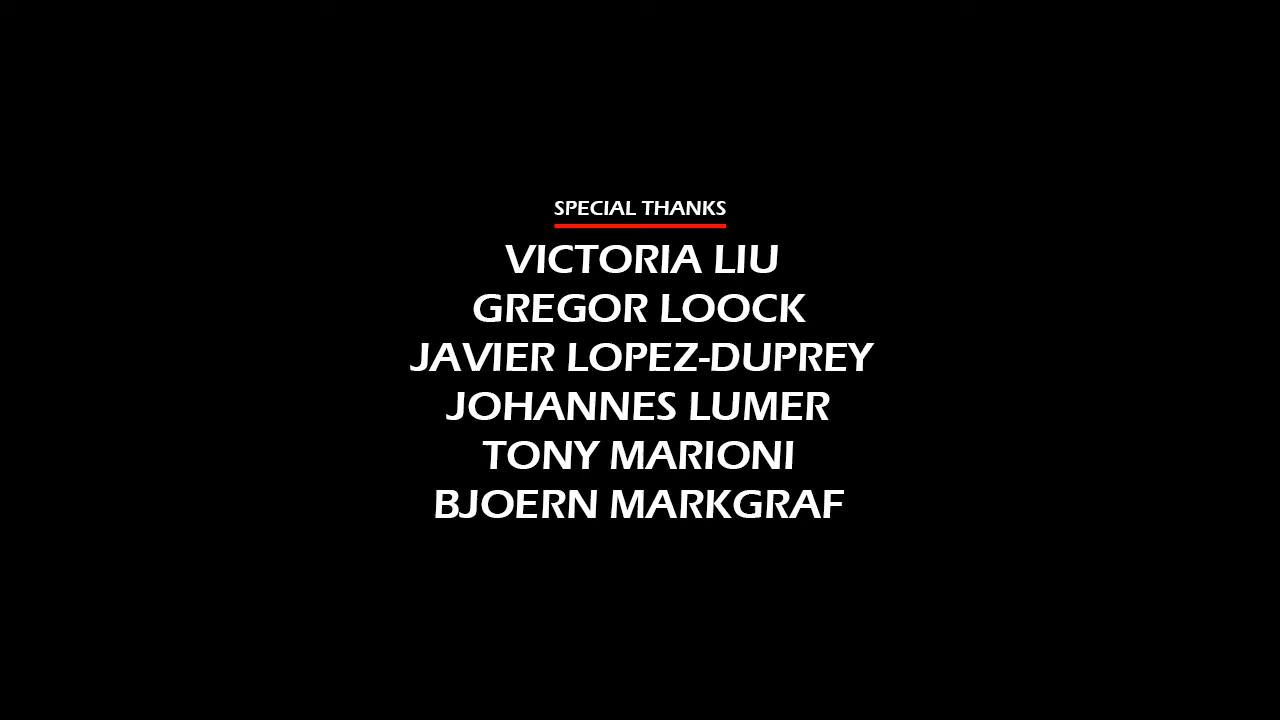 SPECIAL THANKS
VICTORIA LIU
GREGOR LOOCK
JAVIER LOPEZ-DUPREY
JOHANNES LUMER
TONY MARIONI
BJOERN MARKGRAF